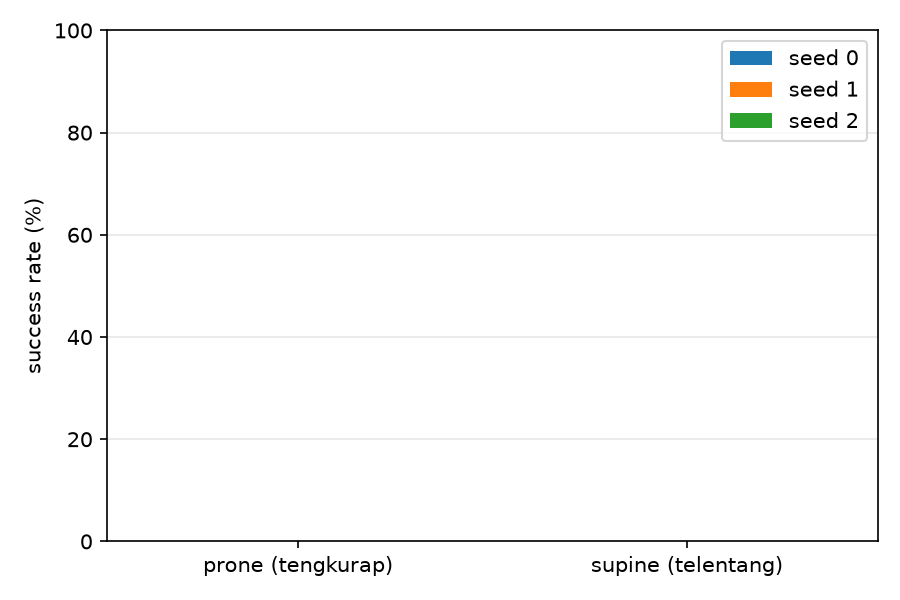 100
80
60
40
20
0
success rate (%)
seed 0
seed 1
seed 2
prone (tengkurap)
supine (telentang)